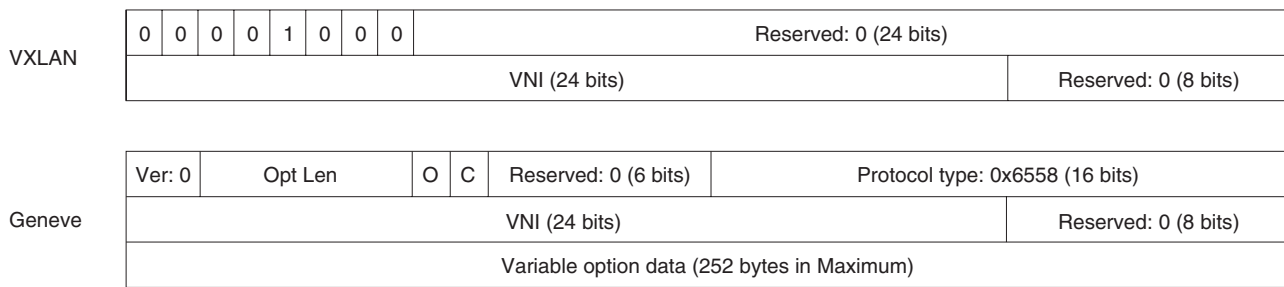 VXLAN
0 0 0 0 1 0 0 0 Reserved: 0 (24 bits)
VNI (24 bits) Reserved: 0 (8 bits)
Geneve
Ver: 0 Opt Len O C Reserved: 0 (6 bits) Protocol type: 0x6558 (16 bits)
VNI (24 bits) Reserved: 0 (8 bits)
Variable option data (252 bytes in Maximum)